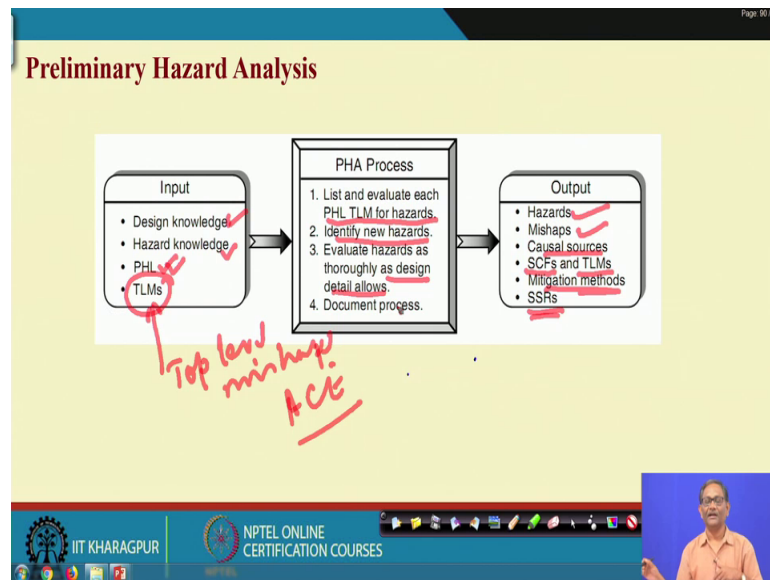 Page: 90 /
Preliminary Hazard Analysis
Input
• Design knowledge
• Hazard knowledge
• PHL
• TLMs
PHA Process
1. List and evaluate each
PHL TLM for hazards.
2. Identify new hazards.
3. Evaluate hazards as
thoroughly as design
detail allows.
4. Document process.
Output
• Hazards
• Mishaps
• Causal sources
• SCFs and TLMs
• Mitigation methods
• SSRs
Top level
mishap
ACE
IIT KHARAGPUR
NPTEL ONLINE
CERTIFICATION COURSES